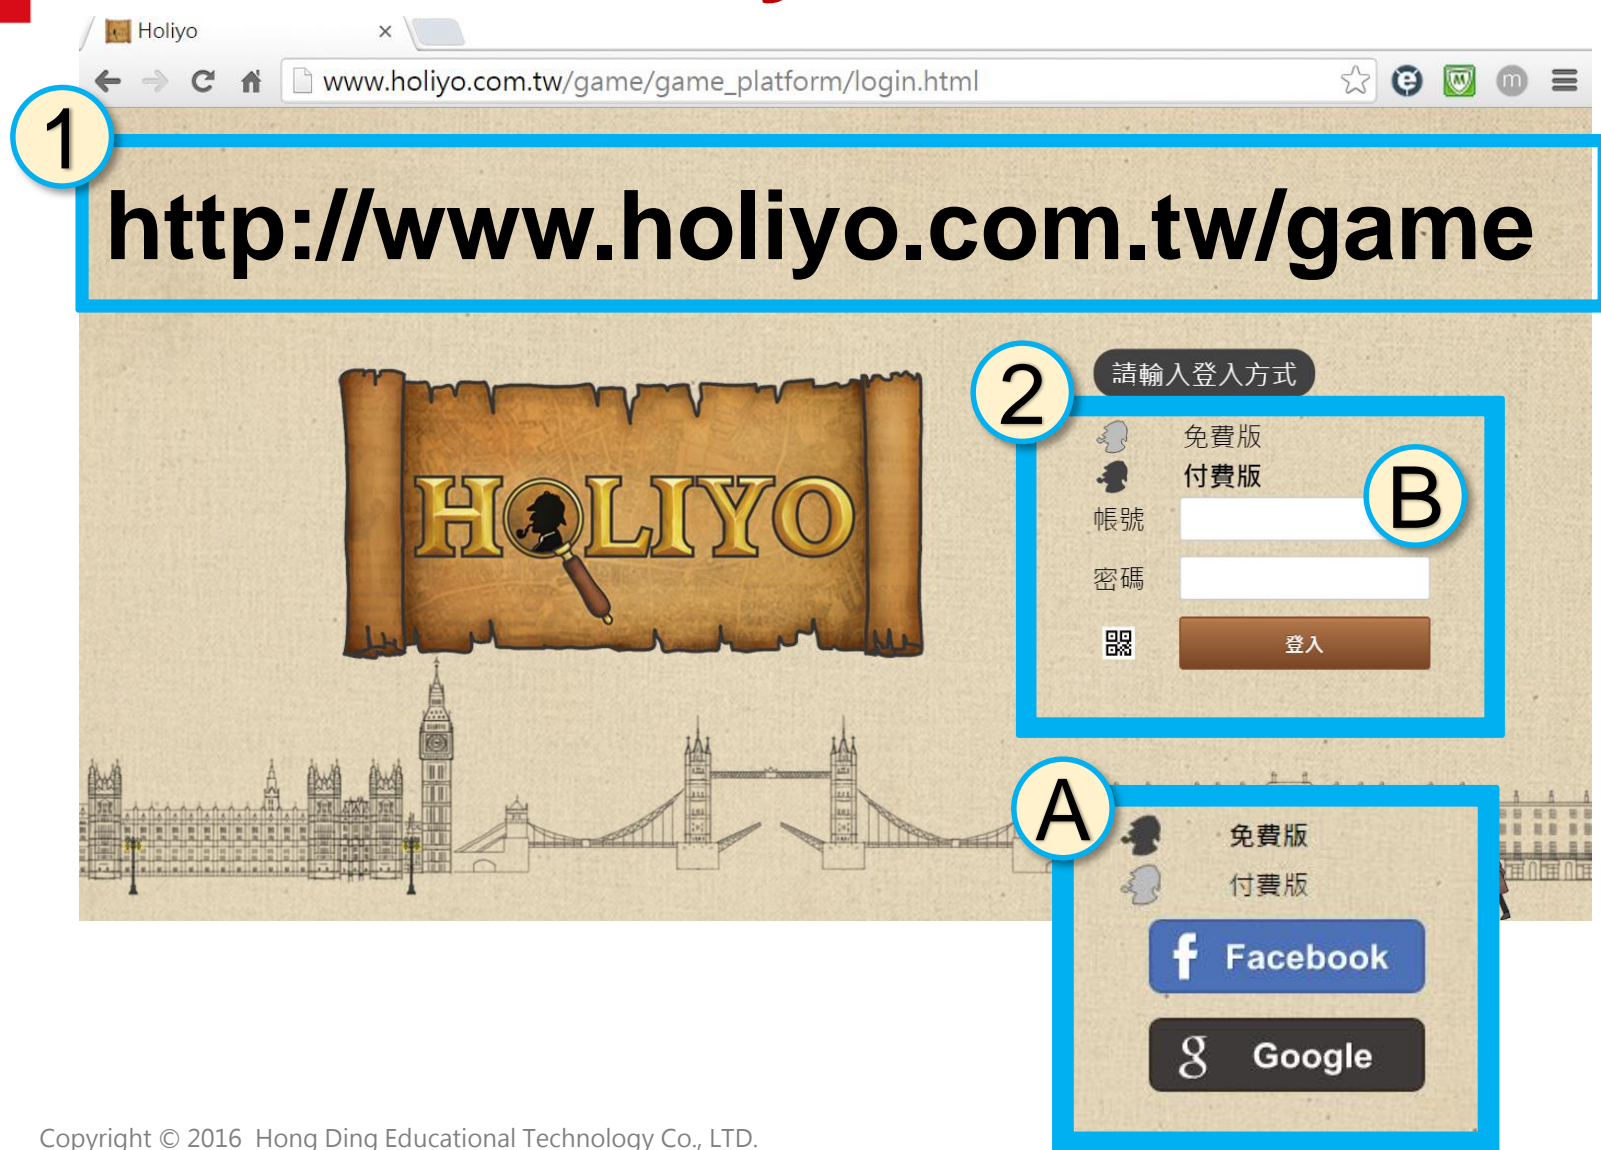 Holiyo
www.holiyo.com.tw/game/game_platform/login.html
m
1
http://www.holiyo.com.tw/game
2
請輸入登入方式
免費版
付費版
B
帳號
密碼
登入
HOLIYO
A
免費版
付費版
f Facebook
g Google
Copyright © 2016 Hong Ding Educational Technology Co., LTD.